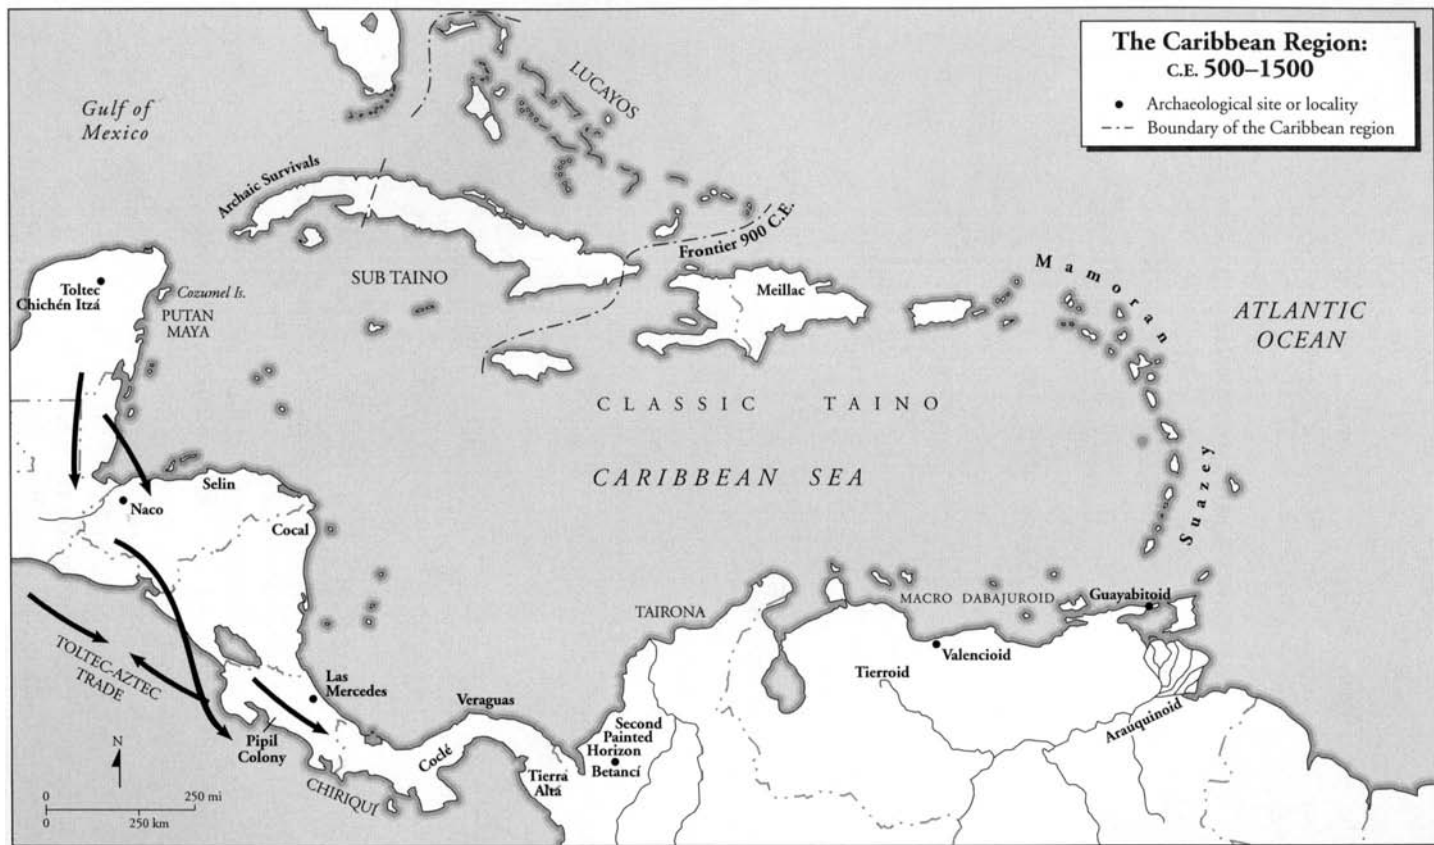 The Caribbean Region:
C.E. 500–1500
Archaeological site or locality
Boundary of the Caribbean region
Gulf of
Mexico
LUCAYOS
Archaic Survivals
Frontier 900 C.E.
SUB TAINO
Toltec
Chichén Itzá
Cozumel Is.
PUTAN
MAYA
Meillac
Mamoran
ATLANTIC
OCEAN
CLASSIC TAINO
CARIBBEAN SEA
Suazey
Selin
Naco
Cocal
TAIRONA
MACRO DABAJUROID
Guayabitoid
Valencioid
Tierroid
Arauquinoid
TOLTEC-AZTEC
TRADE
Las
Mercedes
Veraguas
Second
Painted
Horizon
Betancí
Pipil
Colony
Coclé
Tierra
Altá
CHIRIQUI
N
0 250 mi
0 250 km